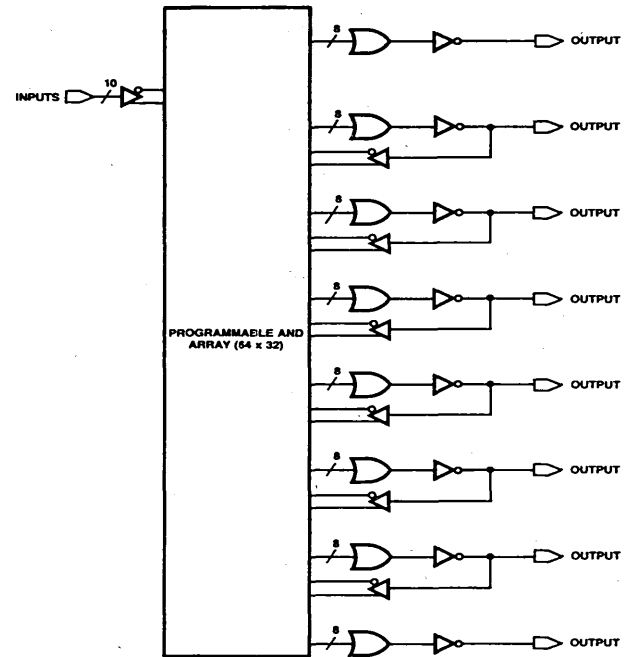 8
OUTPUT
10
INPUTS
8
OUTPUT
8
OUTPUT
8
OUTPUT
PROGRAMMABLE AND
ARRAY (64 x 32)
8
OUTPUT
8
OUTPUT
8
OUTPUT
8
OUTPUT